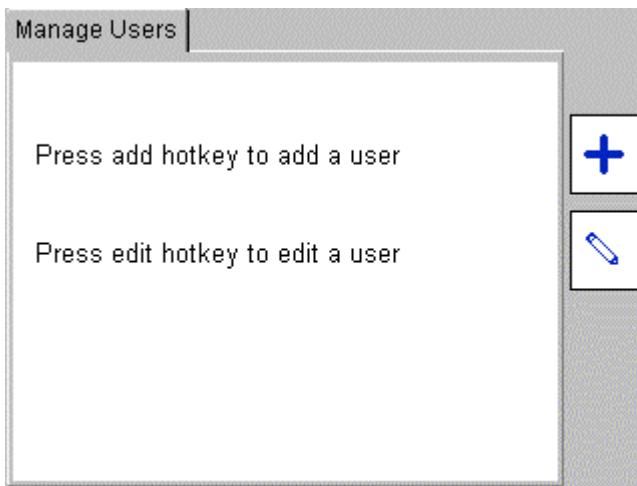 Manage Users
Press add hotkey to add a user
Press edit hotkey to edit a user